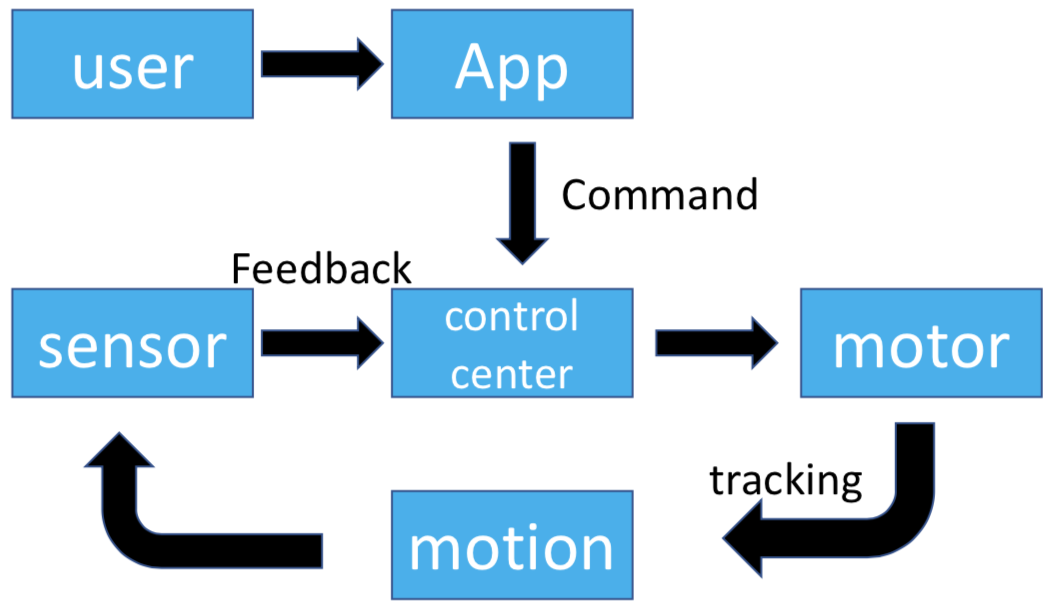 user
App
Command
Feedback
sensor
control
center
motor
tracking
motion